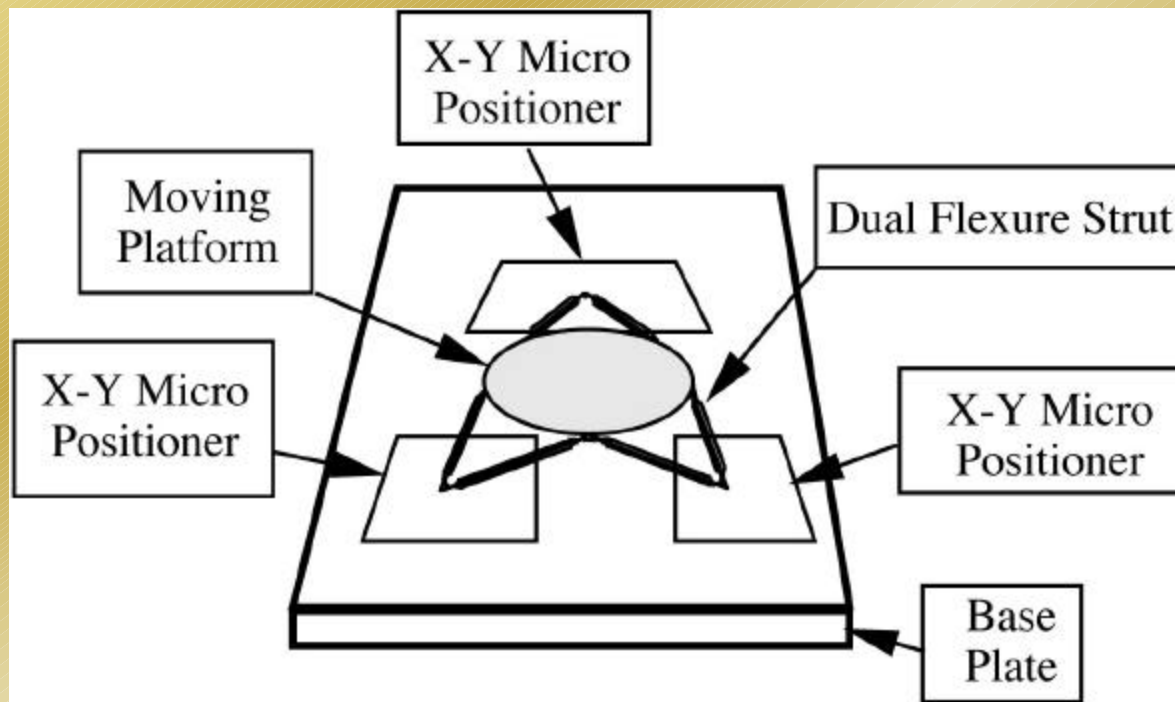 X-Y Micro
Positioner
Moving
Platform
Dual Flexure Strut
X-Y Micro
Positioner
X-Y Micro
Positioner
Base
Plate